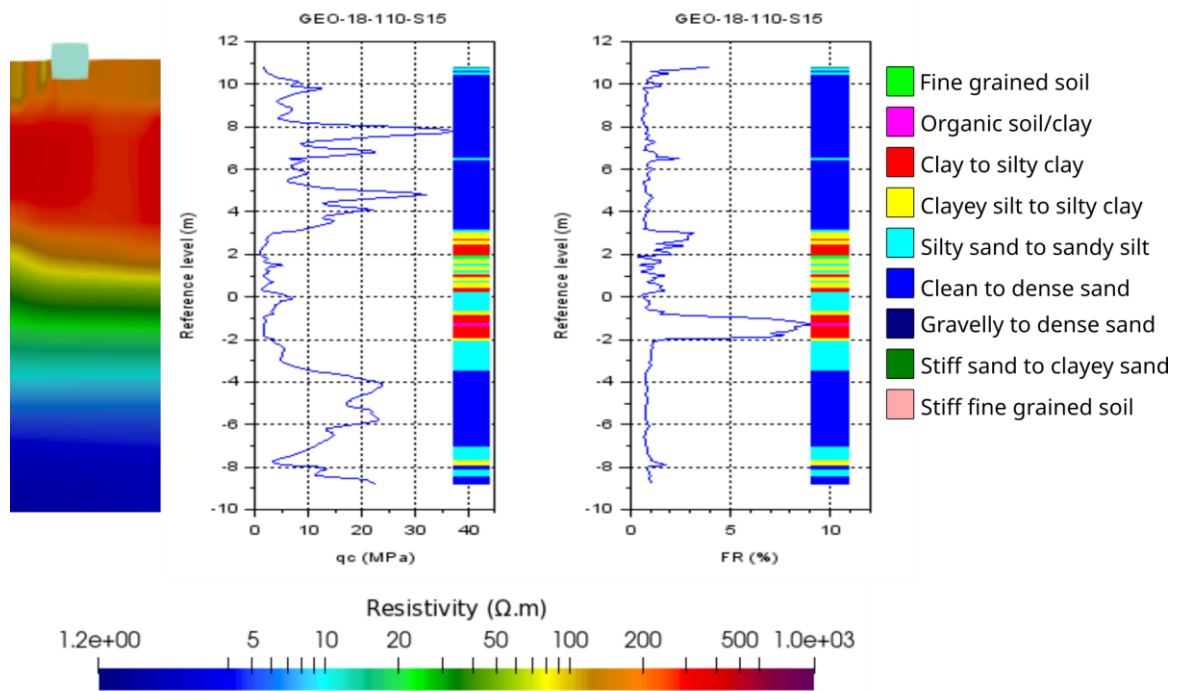 GEO-18-110-S15
GEO-18-110-S15
12
10
8
6
4
2
0
-2
-4
-6
-8
-10
Reference level (m)
0
10
20
30
40
qc (MPa)
12
10
8
6
4
2
0
-2
-4
-6
-8
-10
Reference level (m)
0
5
10
FR (%)
Fine grained soil
Organic soil/clay
Clay to silty clay
Clayey silt to silty clay
Silty sand to sandy silt
Clean to dense sand
Gravelly to dense sand
Stiff sand to clayey sand
Stiff fine grained soil
Resistivity (Ω.m)
1.2e+00 5 10 20 50 100 200 500 1.0e+03